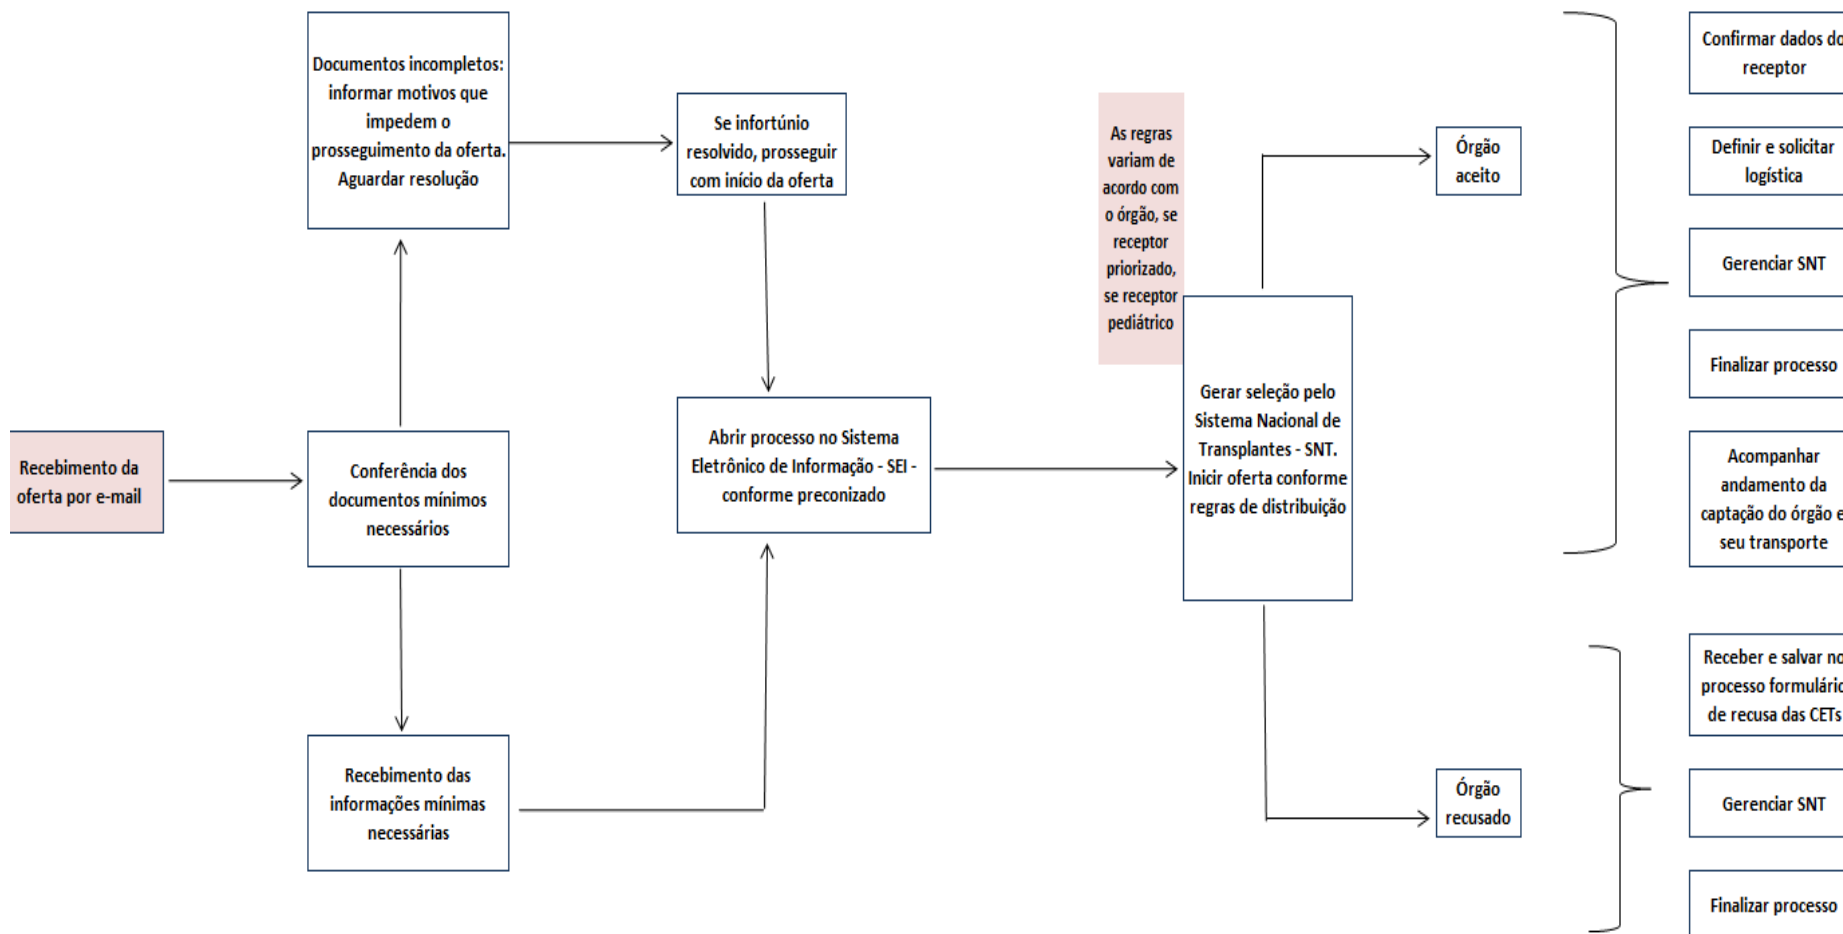 Recebimento da
oferta por e-mail
Documentos incompletos:
informar motivos que
impedem o
prosseguimento da oferta.
Aguardar resolução
Conferência dos
documentos mínimos
necessários
Recebimento das
informações mínimas
necessárias
Se infortúnio
resolvido, prosseguir
com início da oferta
Abrir processo no Sistema
Eletrônico de Informação - SEI -
conforme preconizado
As regras
variam de
acordo com
o órgão, se
receptor
priorizado,
se receptor
pediátrico
Gerar seleção pelo
Sistema Nacional de
Transplantes - SNT.
Inicir oferta conforme
regras de distribuição
Órgão
aceito
Órgão
recusado
Confirmar dados do
receptor
Definir e solicitar
logística
Gerenciar SNT
Finalizar processo
Acompanhar
andamento da
captação do órgão e
seu transporte
Receber e salvar no
processo formulário
de recusa das CETs
Gerenciar SNT
Finalizar processo